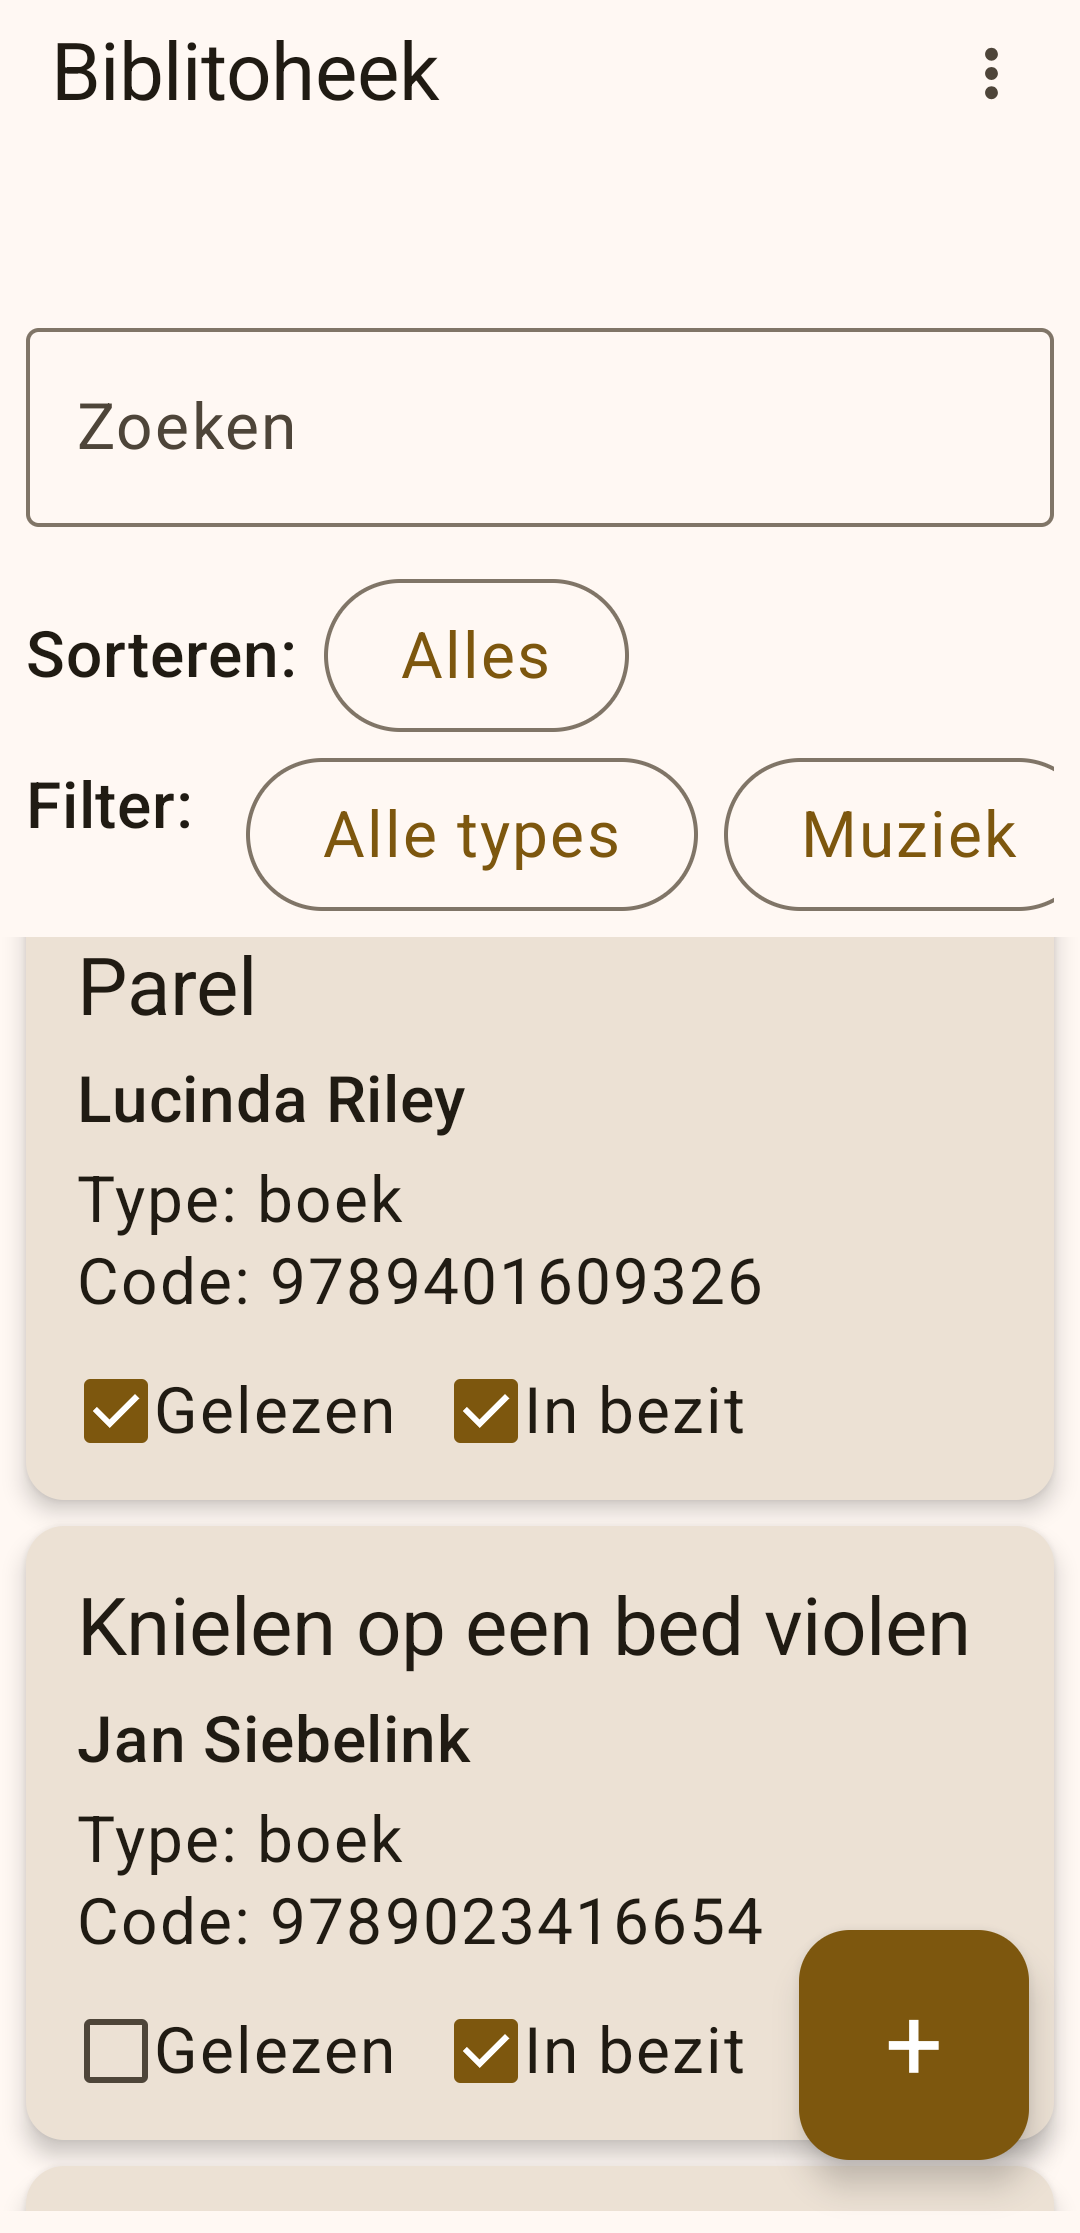 Biblitoheek
Zoeken
Sorteren: Alles
Filter: Alle types Muziek
Parel
Lucinda Riley
Type: boek
Code: 9789401609326
Gelezen In bezit
Knielen op een bed violen
Jan Siebelink
Type: boek
Code: 9789023416654
Gelezen In bezit
+